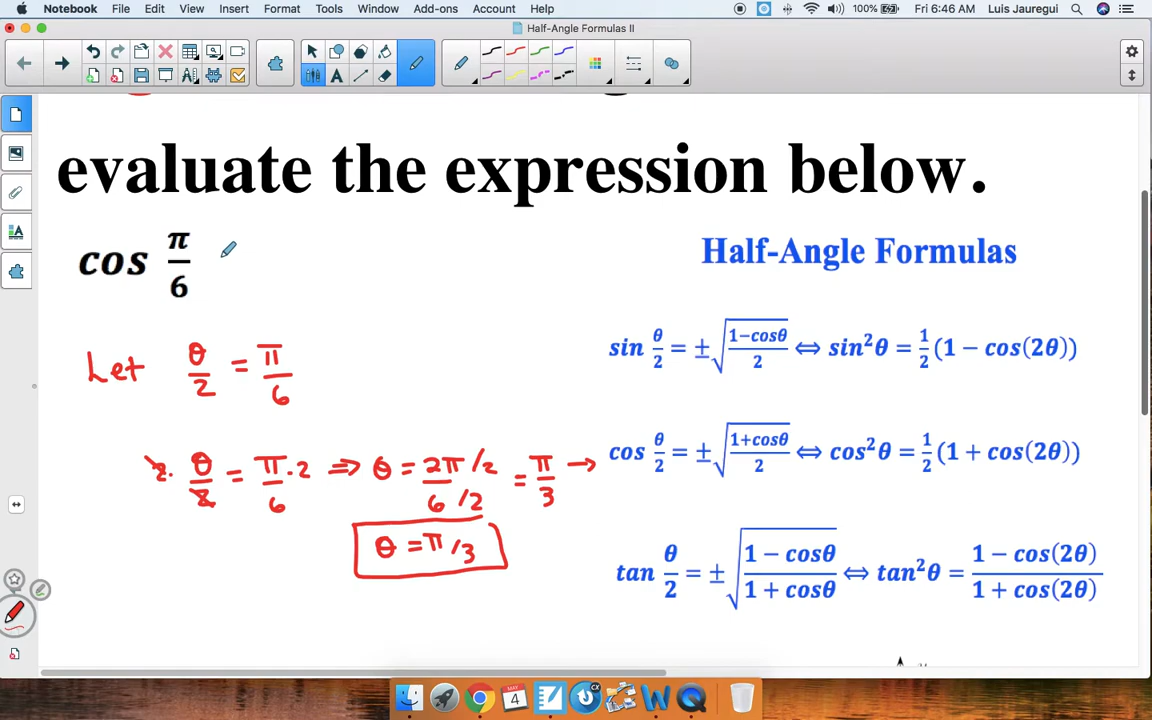 Notebook File Edit View Insert Format Tools Window Add-ons Account Help 100% Fri 6:46 AM Luis Jauregui
Half-Angle Formulas II
evaluate the expression below.
cos π/6
Half-Angle Formulas
Let θ/2 = π/6
sin θ/2 = ±√((1−cosθ)/2) ⇔ sin²θ = 1/2(1 − cos(2θ))
cos θ/2 = ±√((1+cosθ)/2) ⇔ cos²θ = 1/2(1 + cos(2θ))
2· θ/2 = π/6 · 2 ⇒ θ = 2π/2 / 6/2 = π/3 →
θ = π/3
tan θ/2 = ±√((1 − cosθ)/(1 + cosθ)) ⇔ tan²θ = (1 − cos(2θ))/(1 + cos(2θ))
MAY
4
CX
W